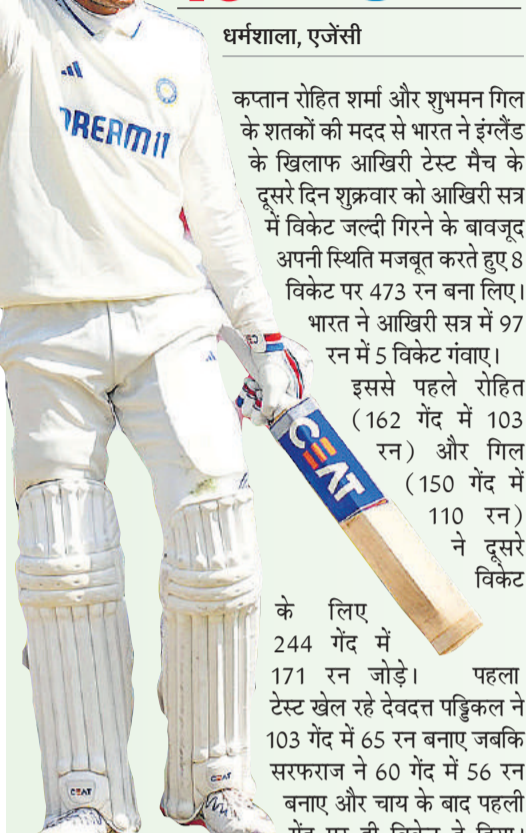 धर्मशाला, एजेंसी
कप्तान रोहित शर्मा और शुभमन गिल
के शतकों की मदद से भारत ने इंग्लैंड
के खिलाफ आखिरी टेस्ट मैच के
दूसरे दिन शुक्रवार को आखिरी सत्र
में विकेट जल्दी गिरने के बावजूद
अपनी स्थिति मजबूत करते हुए 8
विकेट पर 473 रन बना लिए।
भारत ने आखिरी सत्र में 97
रन में 5 विकेट गंवाए।
इससे पहले रोहित
(162 गेंद में 103
रन) और गिल
(150 गेंद में
110 रन)
ने दूसरे
विकेट
के लिए
244 गेंद में
171 रन जोड़े। पहला
टेस्ट खेल रहे देवदत्त पड्डिकल ने
103 गेंद में 65 रन बनाए जबकि
सरफराज ने 60 गेंद में 56 रन
बनाए और चाय के बाद पहली
DREAM11
CEAT
CEAT
CEAT